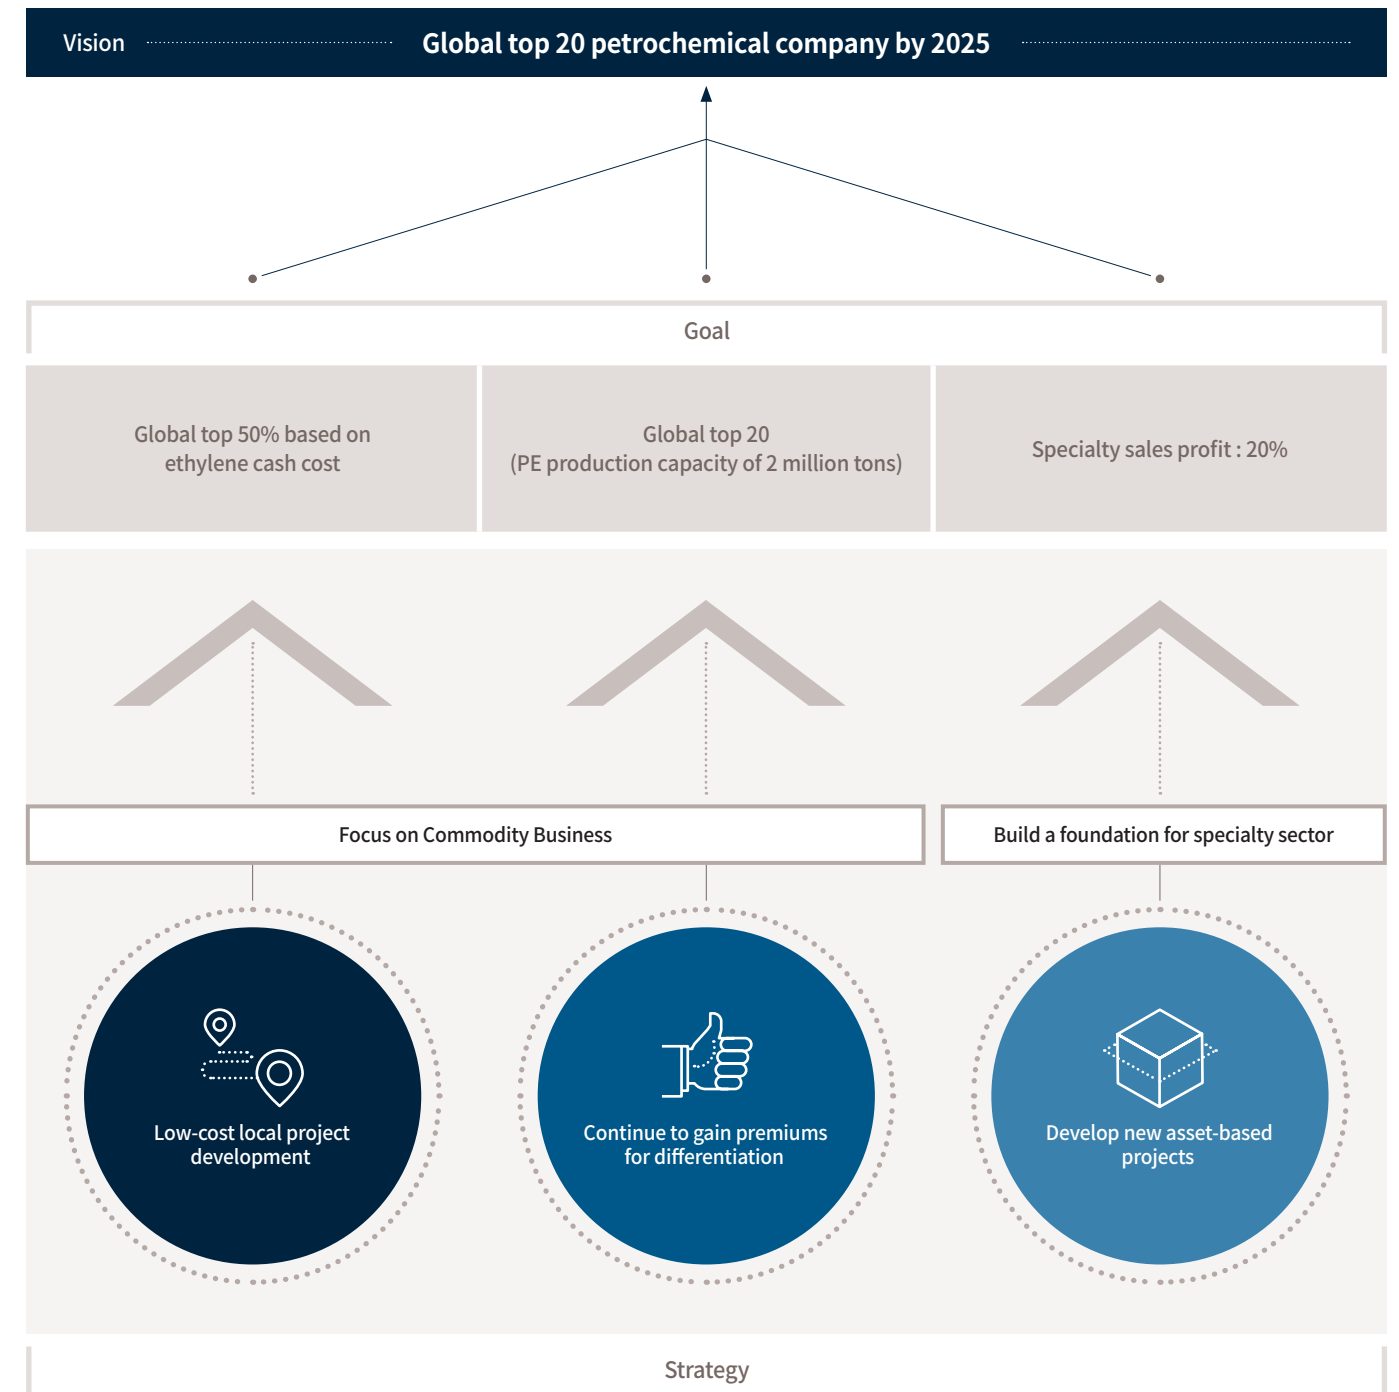 Vision
Global top 20 petrochemical company by 2025
Goal
Global top 50% based on
ethylene cash cost
Global top 20
(PE production capacity of 2 million tons)
Specialty sales profit : 20%
Focus on Commodity Business
Build a foundation for specialty sector
Low-cost local project
development
Continue to gain premiums
for differentiation
Develop new asset-based
projects
Strategy